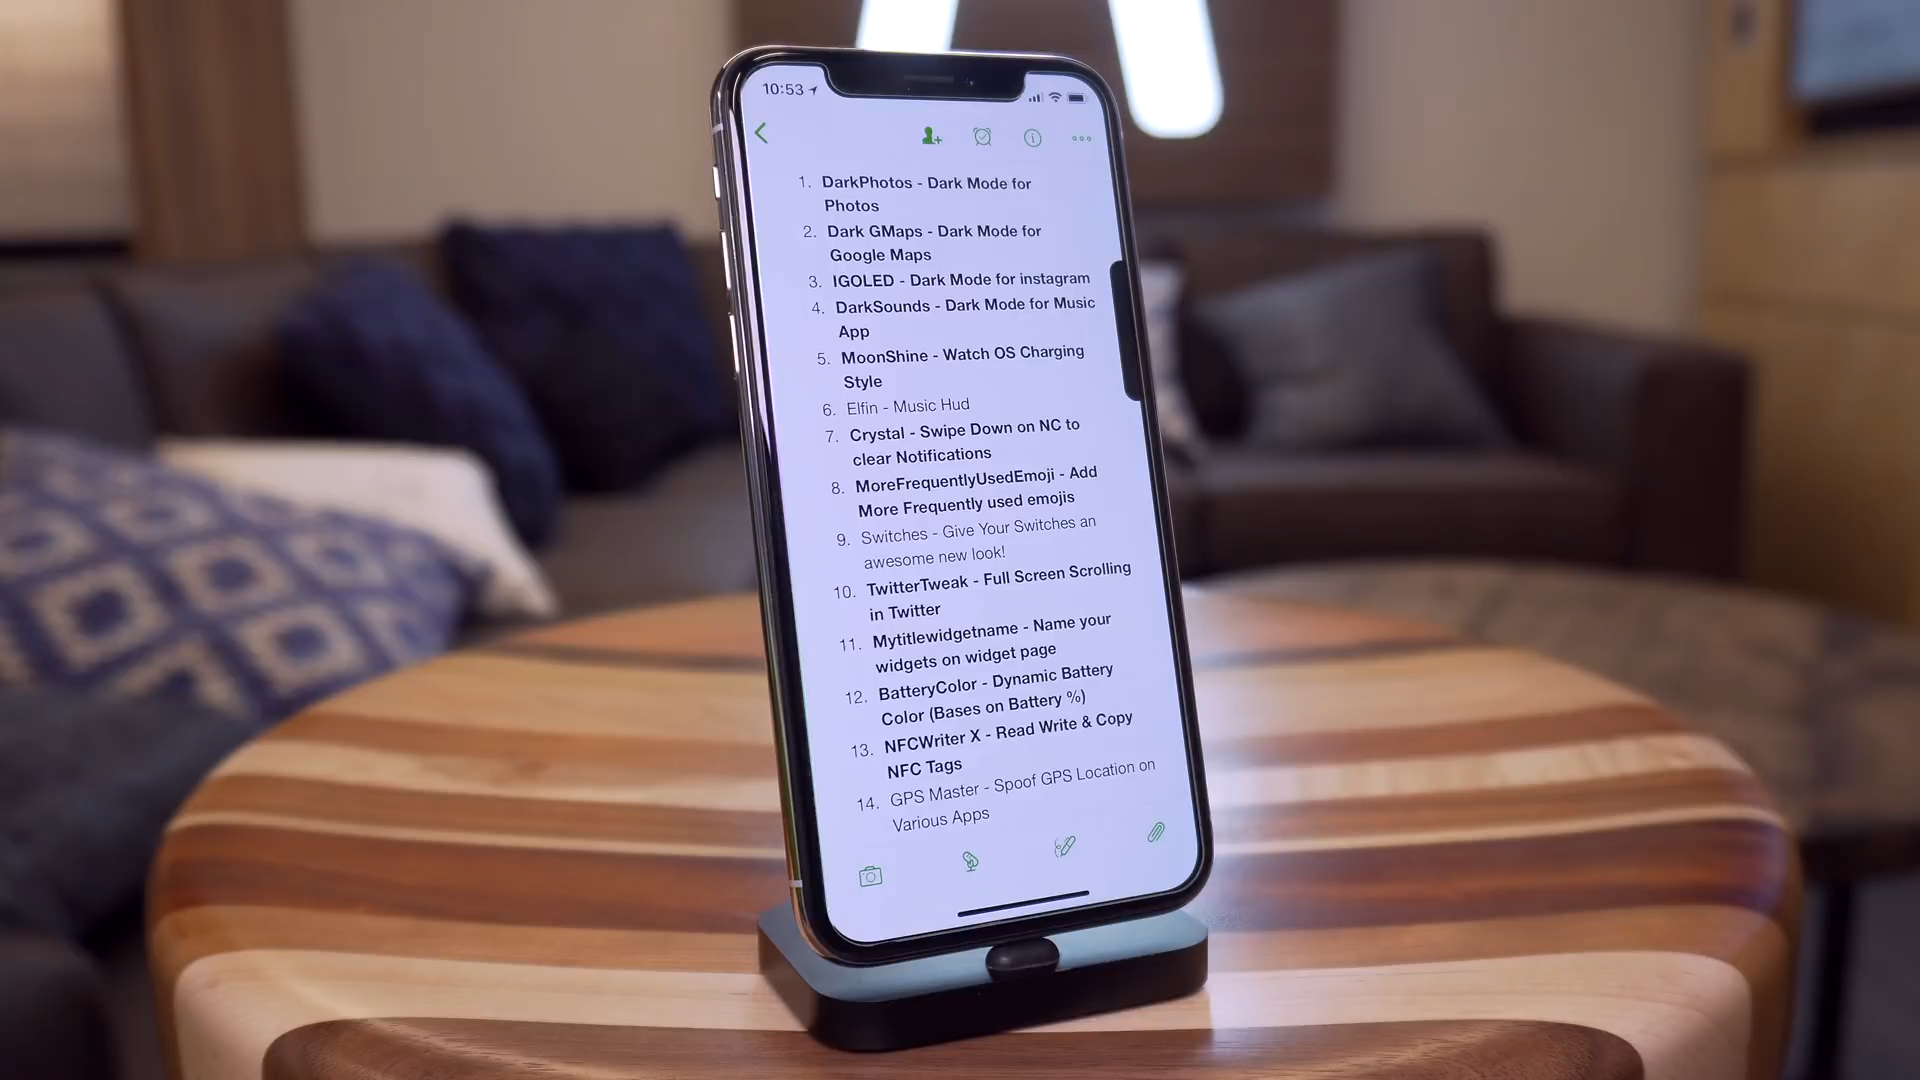 10:53
1. DarkPhotos - Dark Mode for
Photos
2. Dark GMaps - Dark Mode for
Google Maps
3. IGOLED - Dark Mode for instagram
4. DarkSounds - Dark Mode for Music
App
5. MoonShine - Watch OS Charging
Style
6. Elfin - Music Hud
7. Crystal - Swipe Down on NC to
clear Notifications
8. MoreFrequentlyUsedEmoji - Add
More Frequently used emojis
9. Switches - Give Your Switches an
awesome new look!
10. TwitterTweak - Full Screen Scrolling
in Twitter
11. Mytitlewidgetname - Name your
widgets on widget page
12. BatteryColor - Dynamic Battery
Color (Bases on Battery %)
13. NFCWriter X - Read Write & Copy
NFC Tags
14. GPS Master - Spoof GPS Location on
Various Apps